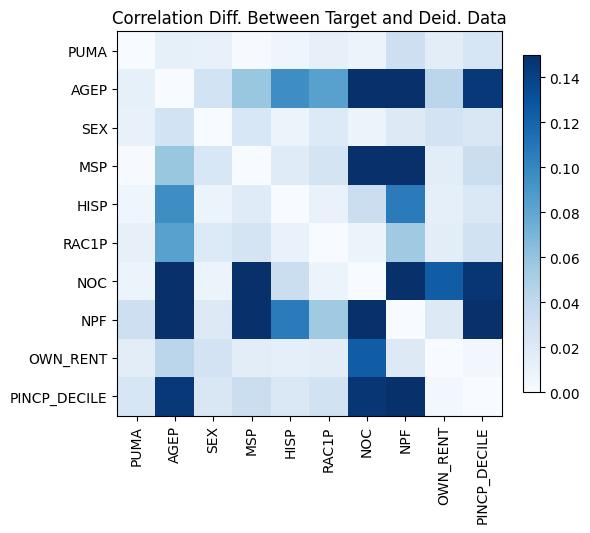 Correlation Diff. Between Target and Deid. Data
PUMA
AGEP
SEX
MSP
HISP
RAC1P
NOC
NPF
OWN_RENT
PINCP_DECILE
PUMA
AGEP
SEX
MSP
HISP
RAC1P
NOC
NPF
OWN_RENT
PINCP_DECILE
0.14
0.12
0.10
0.08
0.06
0.04
0.02
0.00